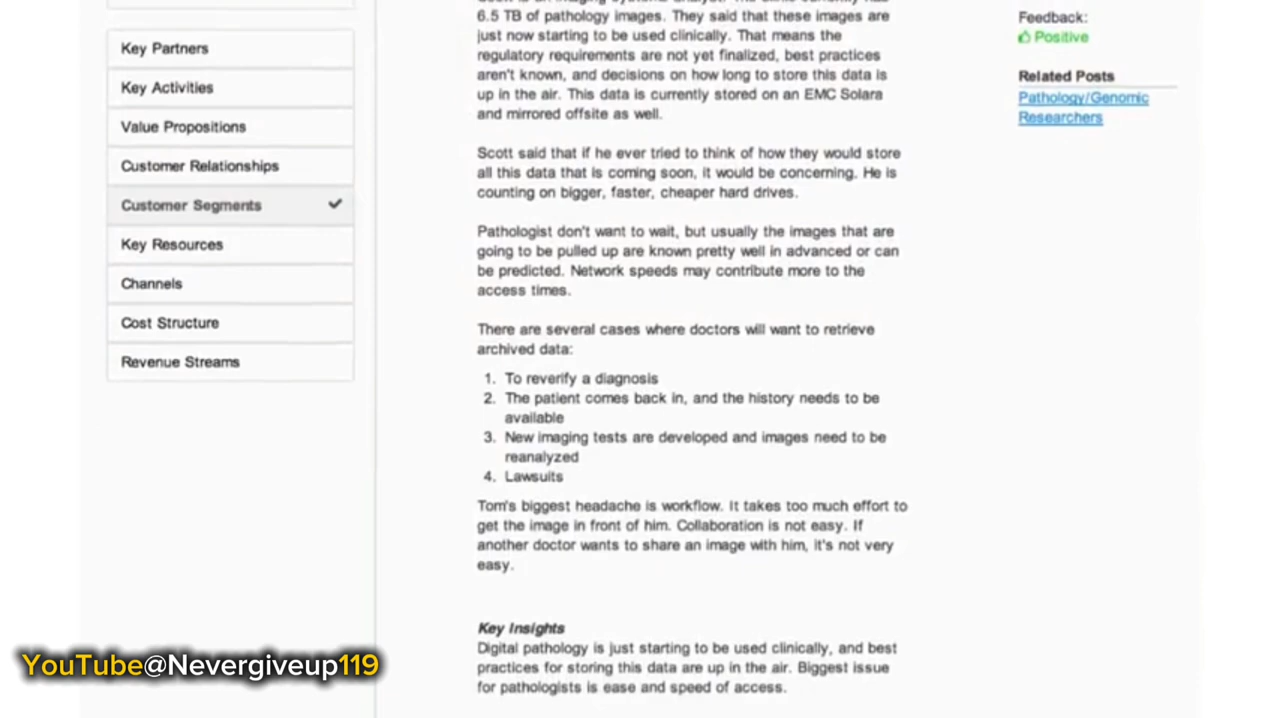 Key Partners
Key Activities
Value Propositions
Customer Relationships
Customer Segments
Key Resources
Channels
Cost Structure
Revenue Streams
6.5 TB of pathology images. They said that these images are
just now starting to be used clinically. That means the
regulatory requirements are not yet finalized, best practices
aren't known, and decisions on how long to store this data is
up in the air. This data is currently stored on an EMC Solara
and mirrored offsite as well.
Scott said that if he ever tried to think of how they would store
all this data that is coming soon, it would be concerning. He is
counting on bigger, faster, cheaper hard drives.
Pathologist don't want to wait, but usually the images that are
going to be pulled up are known pretty well in advanced or can
be predicted. Network speeds may contribute more to the
access times.
There are several cases where doctors will want to retrieve
archived data:
1. To reverify a diagnosis
2. The patient comes back in, and the history needs to be
available
3. New imaging tests are developed and images need to be
reanalyzed
4. Lawsuits
Tom's biggest headache is workflow. It takes too much effort to
get the image in front of him. Collaboration is not easy. If
another doctor wants to share an image with him, it's not very
easy.
Key Insights
Digital pathology is just starting to be used clinically, and best
practices for storing this data are up in the air. Biggest issue
for pathologists is ease and speed of access.
Feedback:
Positive
Related Posts
Pathology/Genomic
Researchers
YouTube@Nevergiveup119